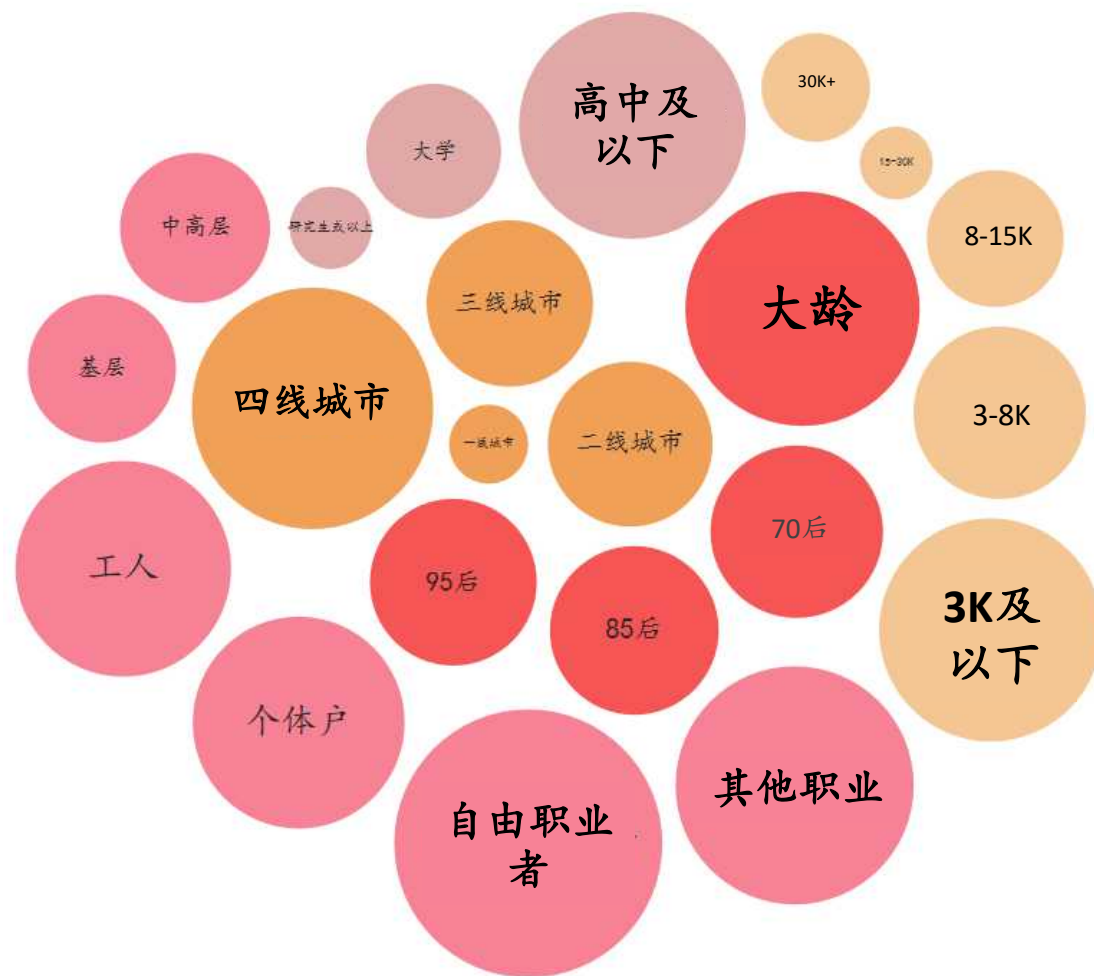 高中及
以下
30K+
大学
15-30K
中高层
研究生或以上
8-15K
三线城市
大龄
基层
四线城市
3-8K
一线城市
二线城市
70后
工人
95后
85后
3K及
以下
个体户
其他职业
自由职业
者